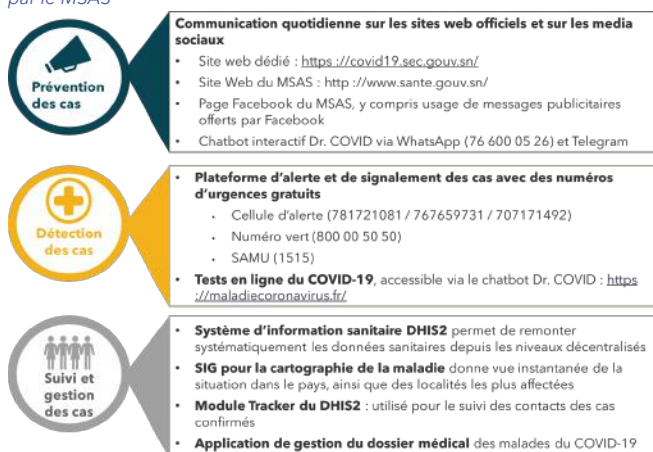 par le MSAS
Prévention
des cas
Communication quotidienne sur les sites web officiels et sur les media
sociaux
• Site web dédié : https ://covid19.sec.gouv.sn/
• Site Web du MSAS : http ://www.sante.gouv.sn/
• Page Facebook du MSAS, y compris usage de messages publicitaires
offerts par Facebook
• Chatbot interactif Dr. COVID via WhatsApp (76 600 05 26) et Telegram
Détection
des cas
• Plateforme d'alerte et de signalement des cas avec des numéros
d'urgences gratuits
• Cellule d'alerte (781721081 / 767659731 / 707171492)
• Numéro vert (800 00 50 50)
• SAMU (1515)
• Tests en ligne du COVID-19, accessible via le chatbot Dr. COVID : https
://maladiecoronavirus.fr/
Suivi et
gestion
des cas
• Système d'information sanitaire DHIS2 permet de remonter
systématiquement les données sanitaires depuis les niveaux décentralisés
• SIG pour la cartographie de la maladie donne vue instantanée de la
situation dans le pays, ainsi que des localités les plus affectées
• Module Tracker du DHIS2 : utilisé pour le suivi des contacts des cas
confirmés
• Application de gestion du dossier médical des malades du COVID-19